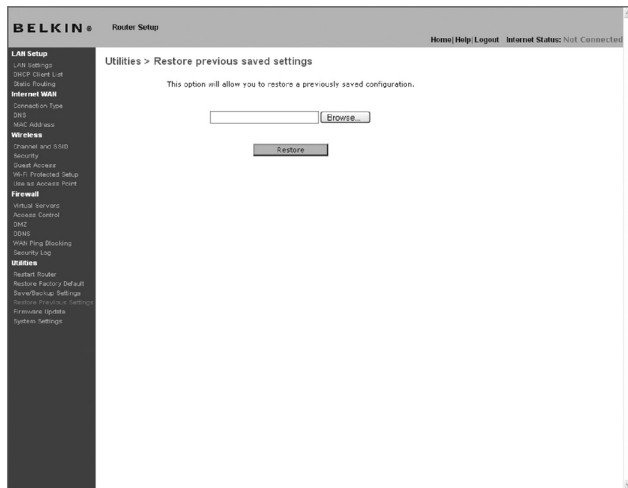 BELKIN
Router Setup
Home|Help|Logout Internet Status: Not Connected
LAN Setup
LAN Settings
DHCP Client List
Static Routing
Internet WAN
Connection Type
DNS
MAC Address
Wireless
Channel and SSID
Security
Guest Access
Wi-Fi Protected Setup
Use as Access Point
Firewall
Virtual Servers
Access Control
DMZ
DDNS
WAN Ping Blocking
Security Log
Utilities
Restart Router
Restore Factory Default
Save/Backup Settings
Restore Previous Settings
Firmware Update
System Settings
Utilities > Restore previous saved settings
This option will allow you to restore a previously saved configuration.
Browse...
Restore